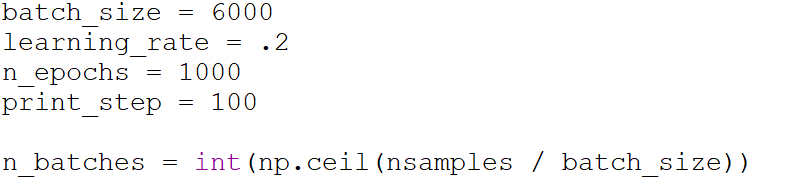 batch_size = 6000
learning_rate = .2
n_epochs = 1000
print_step = 100
n_batches = int(np.ceil(nsamples / batch_size))